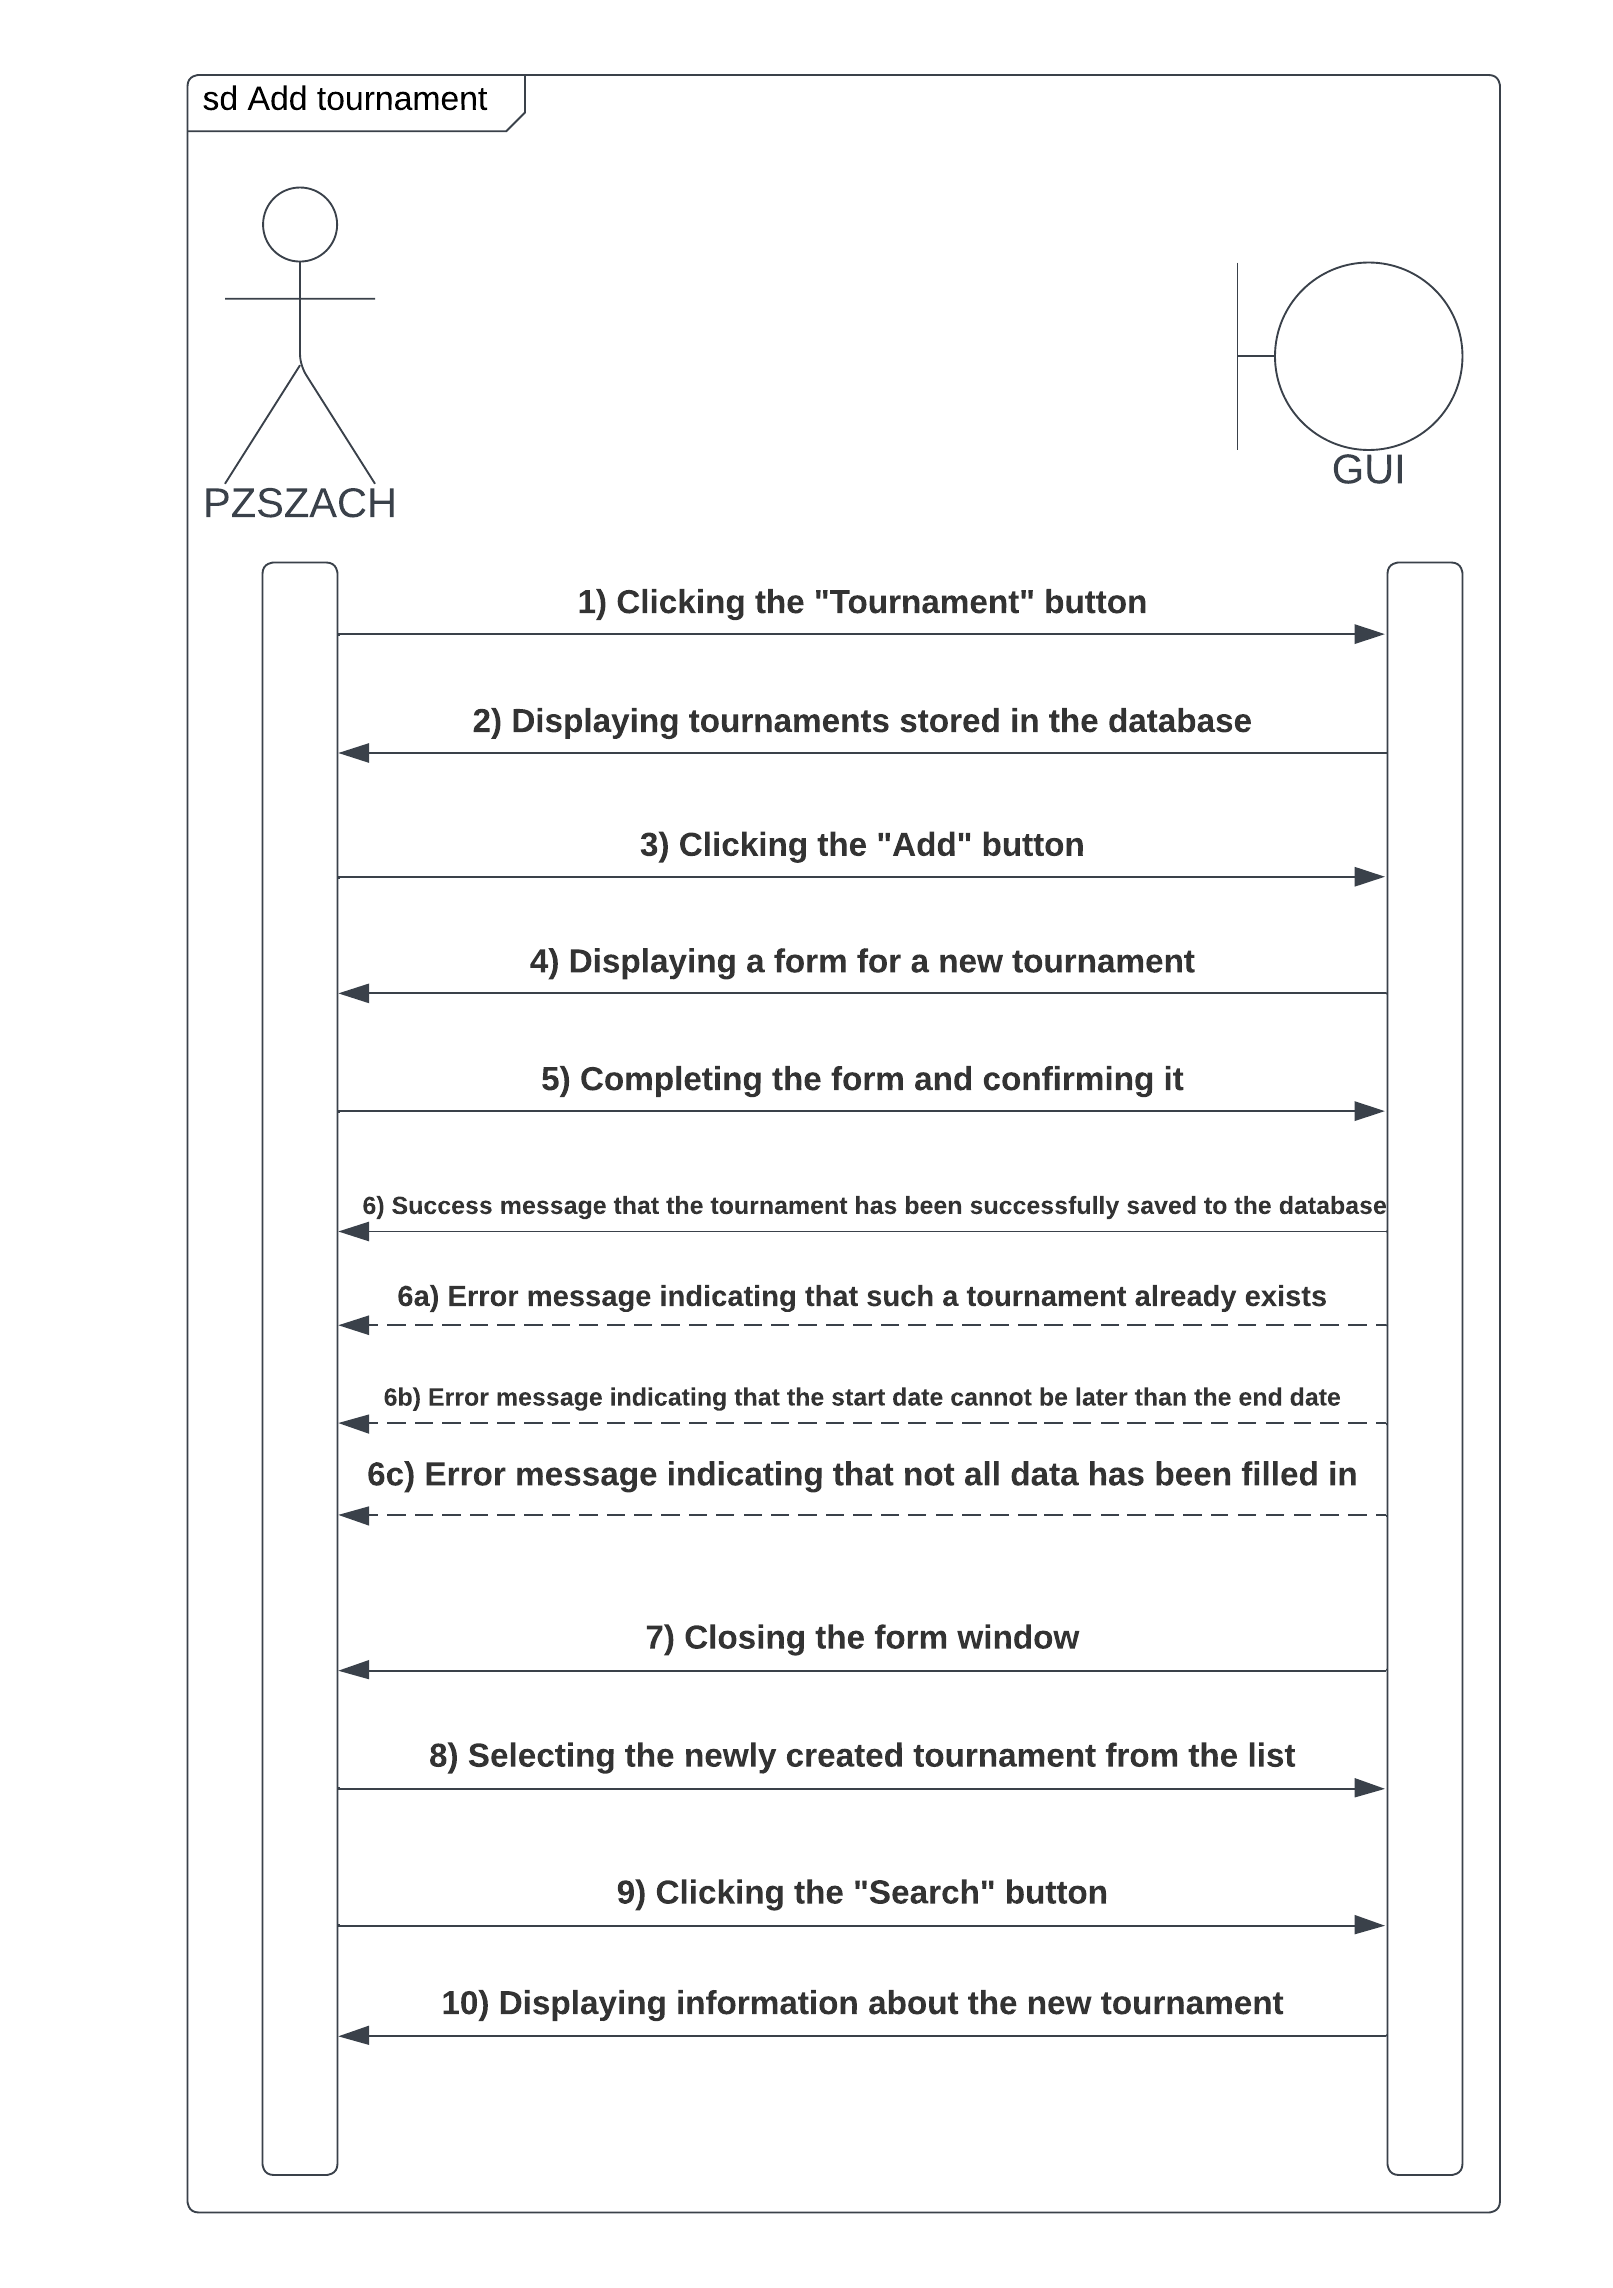 sd Add tournament
PZSZACH
GUI
1) Clicking the "Tournament" button
2) Displaying tournaments stored in the database
3) Clicking the "Add" button
4) Displaying a form for a new tournament
5) Completing the form and confirming it
6) Success message that the tournament has been successfully saved to the database
6a) Error message indicating that such a tournament already exists
6b) Error message indicating that the start date cannot be later than the end date
6c) Error message indicating that not all data has been filled in
7) Closing the form window
8) Selecting the newly created tournament from the list
9) Clicking the "Search" button
10) Displaying information about the new tournament